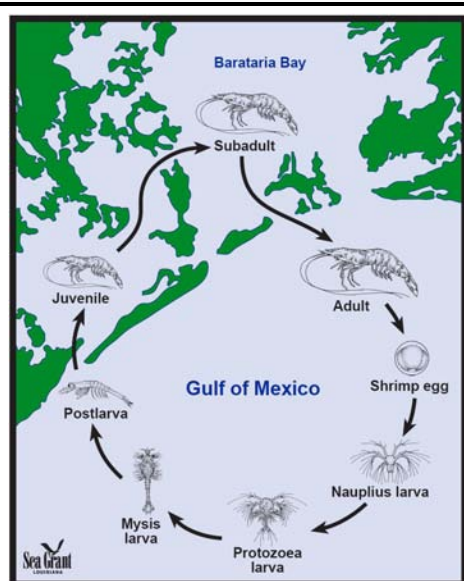 Barataria Bay
Subadult
Juvenile
Adult
Shrimp egg
Gulf of Mexico
Postlarva
Nauplius larva
Mysis
larva
Protozoea
larva
Sea Grant
LOUISIANA